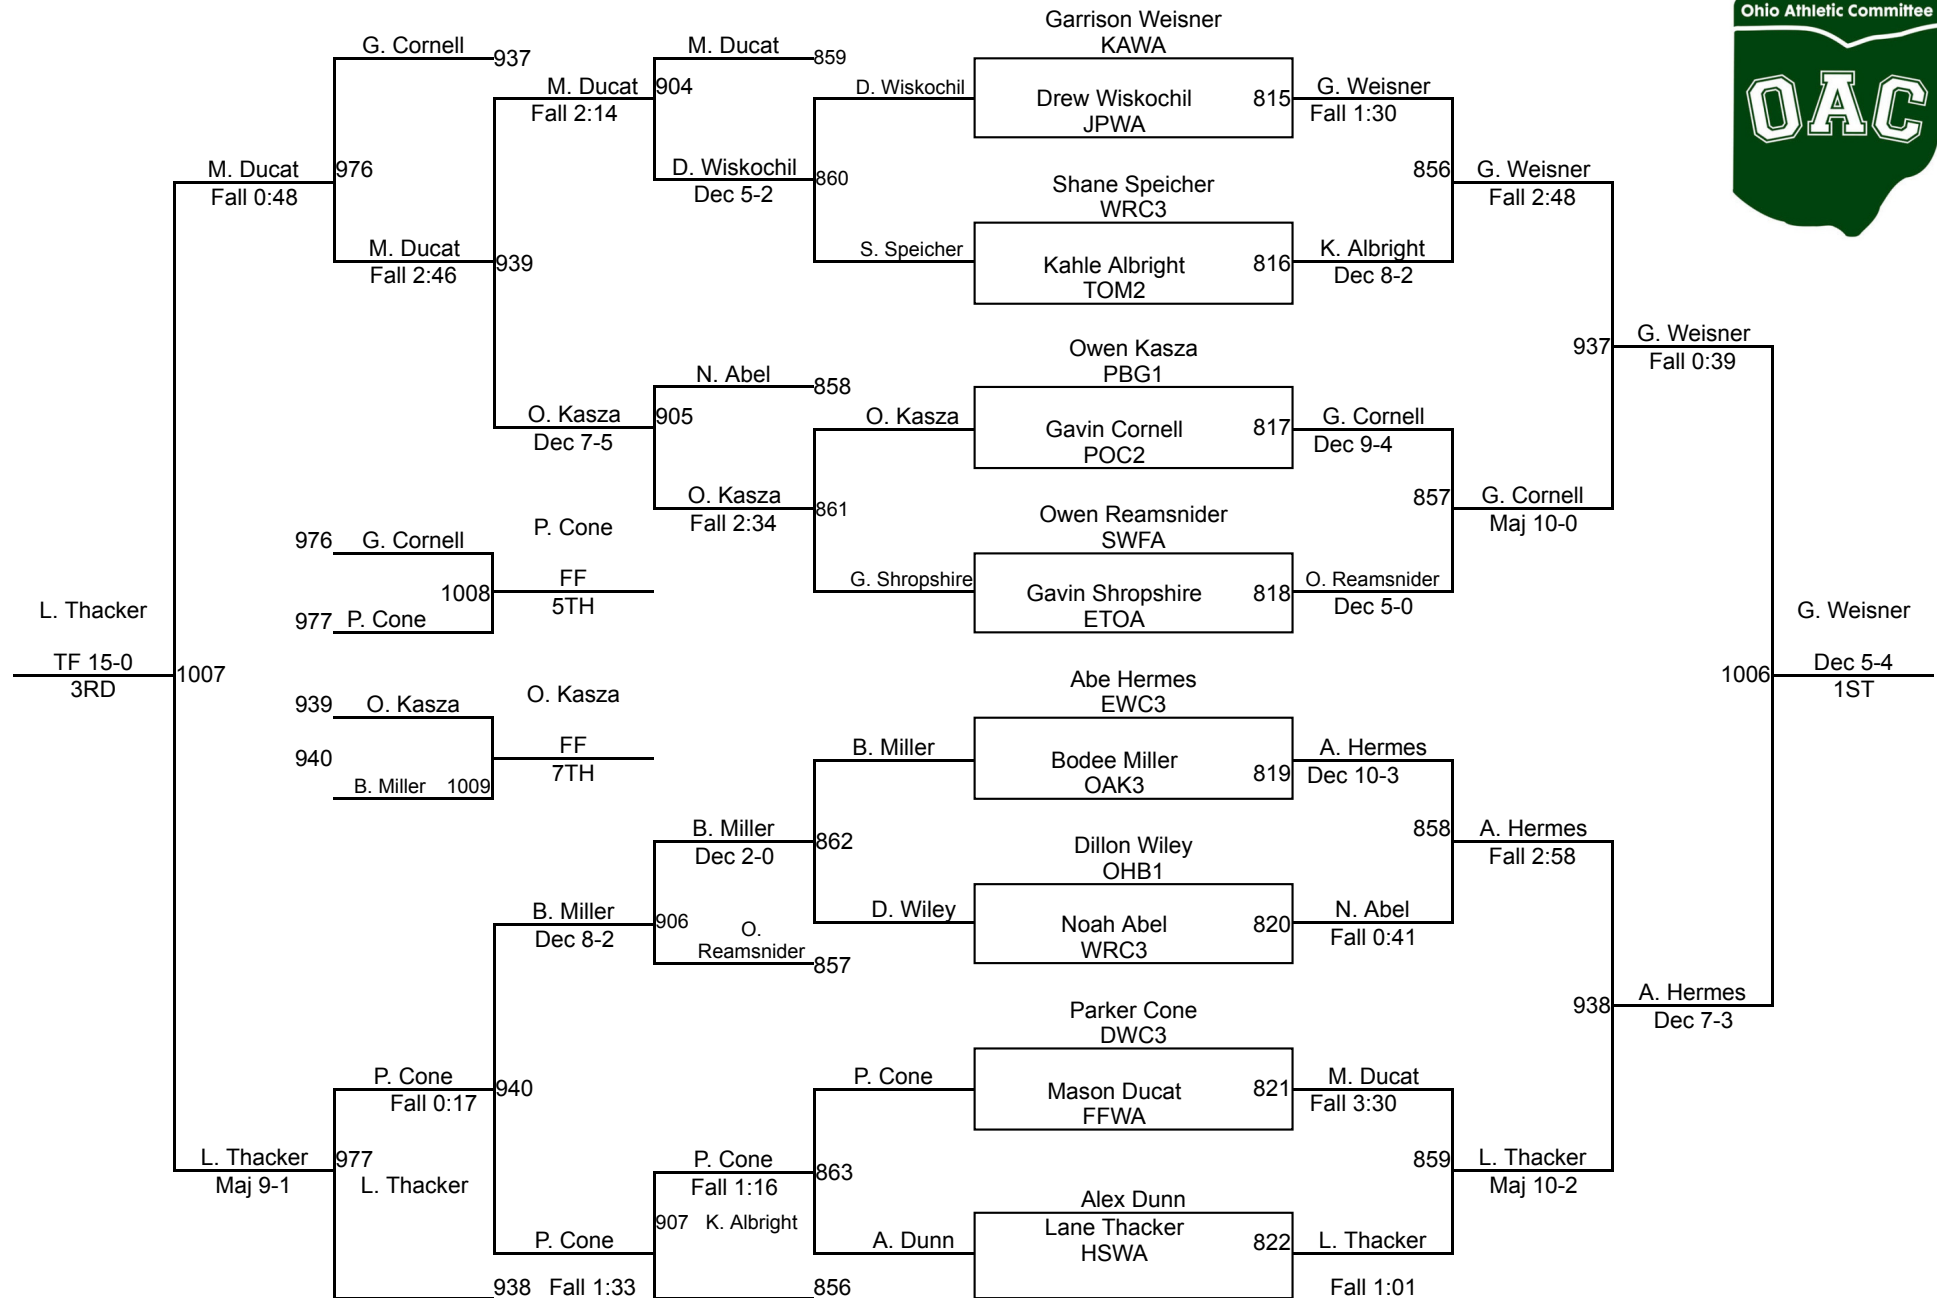 Ohio Athletic Committee
OAC
Garrison Weisner
KAWA
Drew Wiskochil
JPWA
815
Shane Speicher
WRC3
Kahle Albright
TOM2
816
Owen Kasza
PBG1
Gavin Cornell
POC2
817
Owen Reamsnider
SWFA
Gavin Shropshire
ETOA
818
Abe Hermes
EWC3
Bodee Miller
OAK3
819
Dillon Wiley
OHB1
Noah Abel
WRC3
820
Parker Cone
DWC3
Mason Ducat
FFWA
821
Alex Dunn
Lane Thacker
HSWA
822
G. Weisner
Fall 1:30
K. Albright
Dec 8-2
G. Cornell
Dec 9-4
O. Reamsnider
Dec 5-0
A. Hermes
Dec 10-3
N. Abel
Fall 0:41
M. Ducat
Fall 3:30
L. Thacker
Fall 1:01
856
G. Weisner
Fall 2:48
857
G. Cornell
Maj 10-0
858
A. Hermes
Fall 2:58
859
L. Thacker
Maj 10-2
937
G. Weisner
Fall 0:39
938
A. Hermes
Dec 7-3
G. Weisner
1006
Dec 5-4
1ST
D. Wiskochil
S. Speicher
O. Kasza
G. Shropshire
B. Miller
D. Wiley
P. Cone
A. Dunn
M. Ducat
859
D. Wiskochil
860
Dec 5-2
N. Abel
858
O. Kasza
861
Fall 2:34
B. Miller
862
Dec 2-0
O.
Reamsnider
857
P. Cone
863
Fall 1:16
K. Albright
856
M. Ducat
904
Fall 2:14
O. Kasza
905
Dec 7-5
B. Miller
906
Dec 8-2
P. Cone
907
Fall 1:33
G. Cornell
937
M. Ducat
939
Fall 2:46
P. Cone
940
Fall 0:17
L. Thacker
938
M. Ducat
976
Fall 0:48
L. Thacker
977
Maj 9-1
L. Thacker
TF 15-0
1007
3RD
976
G. Cornell
977
P. Cone
1008
P. Cone
FF
5TH
939
O. Kasza
940
B. Miller
1009
O. Kasza
FF
7TH